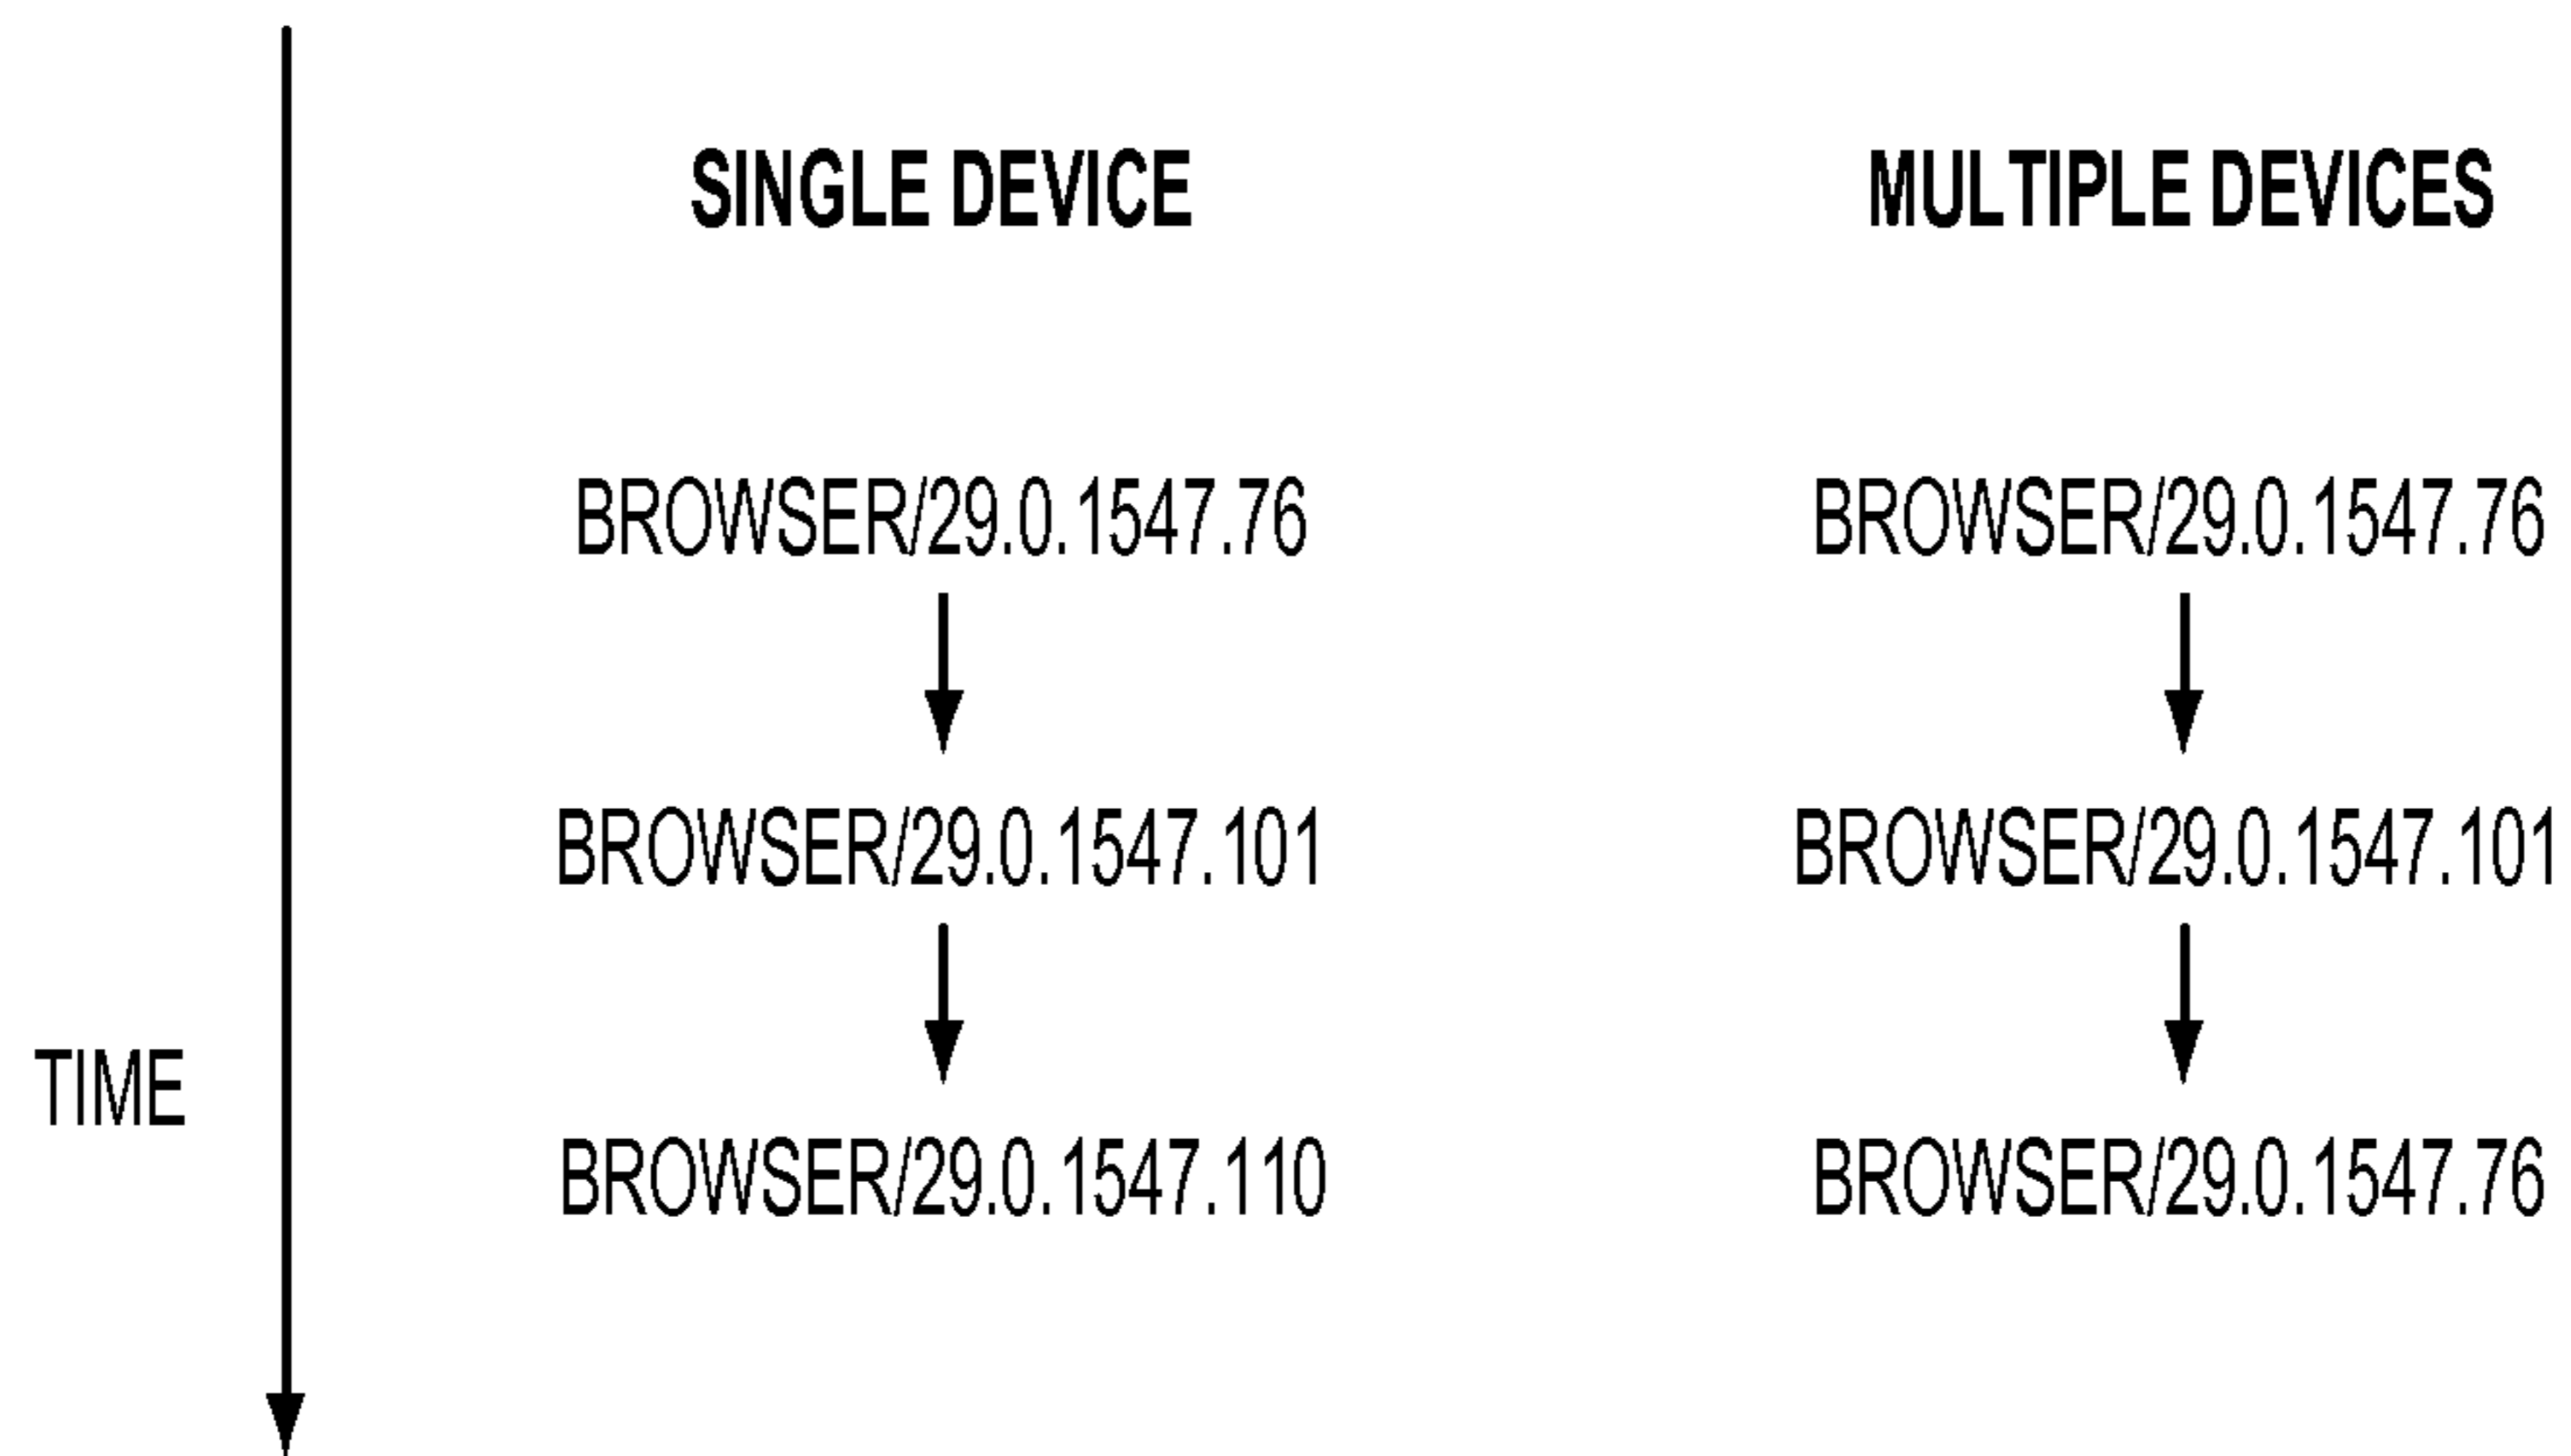 SINGLE DEVICE
MULTIPLE DEVICES
BROWSER/29.0.1547.76
BROWSER/29.0.1547.76
BROWSER/29.0.1547.101
BROWSER/29.0.1547.101
TIME
BROWSER/29.0.1547.110
BROWSER/29.0.1547.76